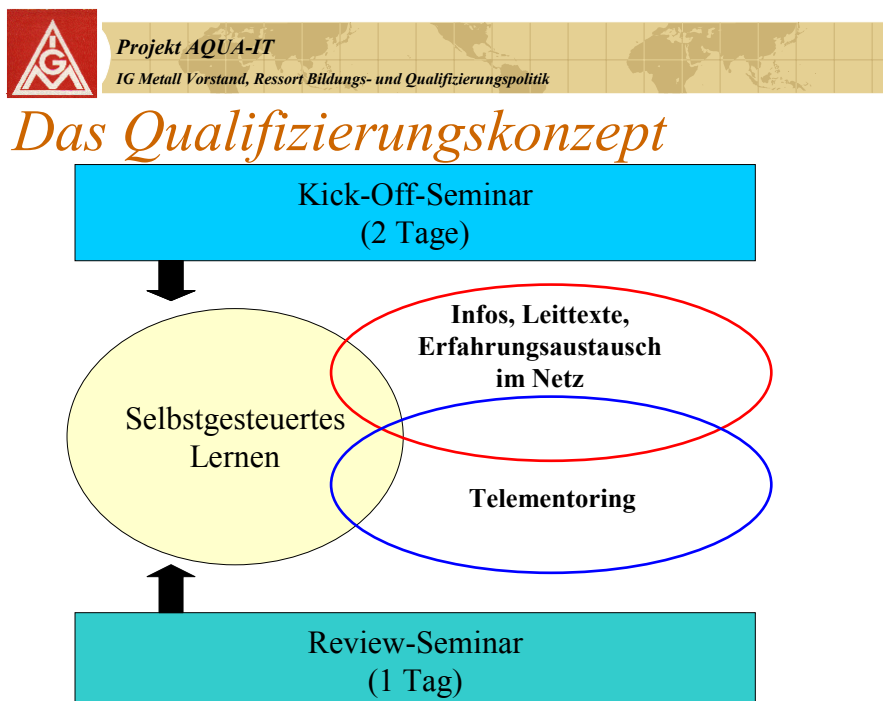 IGM
Projekt AQUA-IT
IG Metall Vorstand, Ressort Bildungs- und Qualifizierungspolitik
Das Qualifizierungskonzept
Kick-Off-Seminar
(2 Tage)
Infos, Leittexte,
Erfahrungsaustausch
im Netz
Selbstgesteuertes
Lernen
Telementoring
Review-Seminar
(1 Tag)